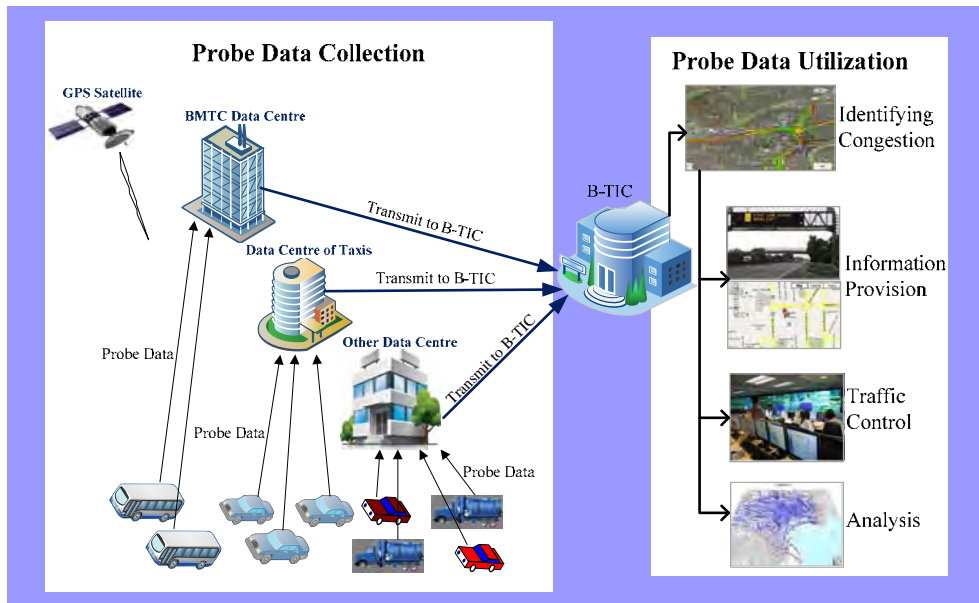 Probe Data Collection
GPS Satellite
BMTC Data Centre
Transmit to B-TIC
Data Centre of Taxis
Transmit to B-TIC
Other Data Centre
Transmit to B-TIC
Probe Data
Probe Data
Probe Data
B-TIC
Probe Data Utilization
Identifying
Congestion
Information
Provision
Traffic
Control
Analysis